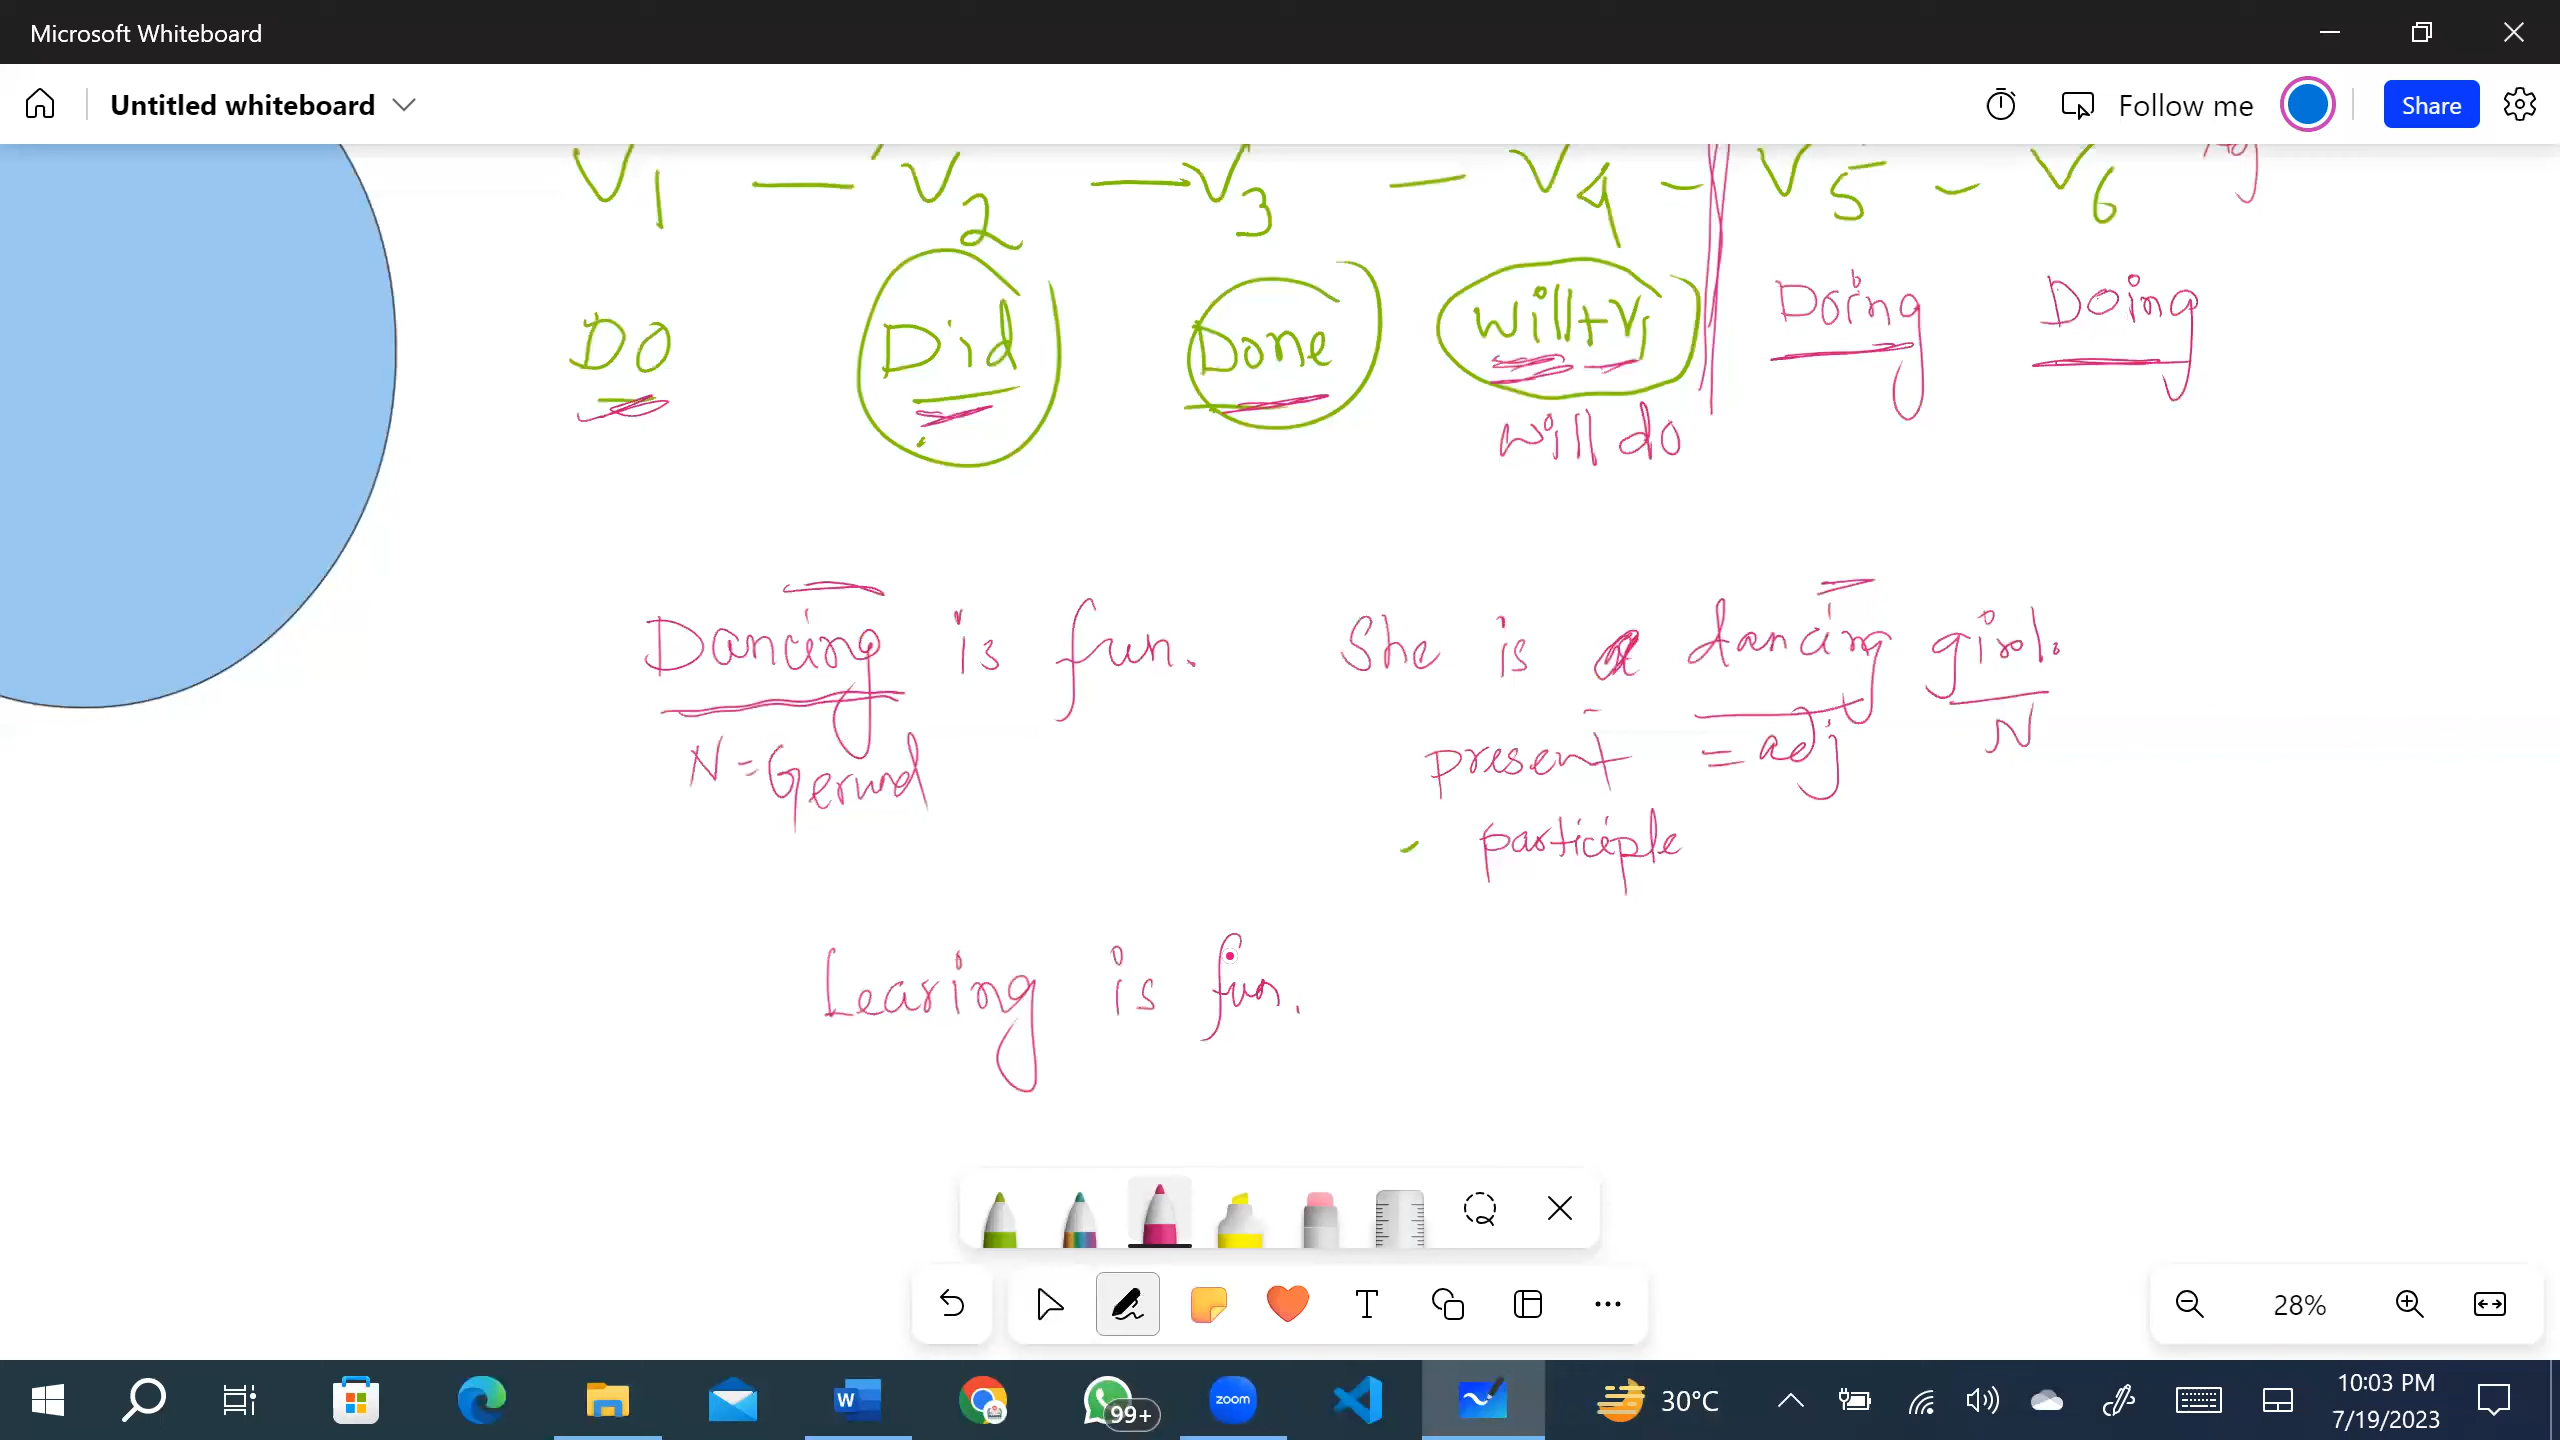 Microsoft Whiteboard
Untitled whiteboard
Follow me
Share
V1 — V2 — V3 — V4 - V5 - V6
DO Did Done Will+V1 Doing Doing
will do
Dancing is fun. She is a dancing girl.
N = Gerund present = adj N
participle
Learing is fun.
28%
W
99+
zoom
30°C
10:03 PM
7/19/2023